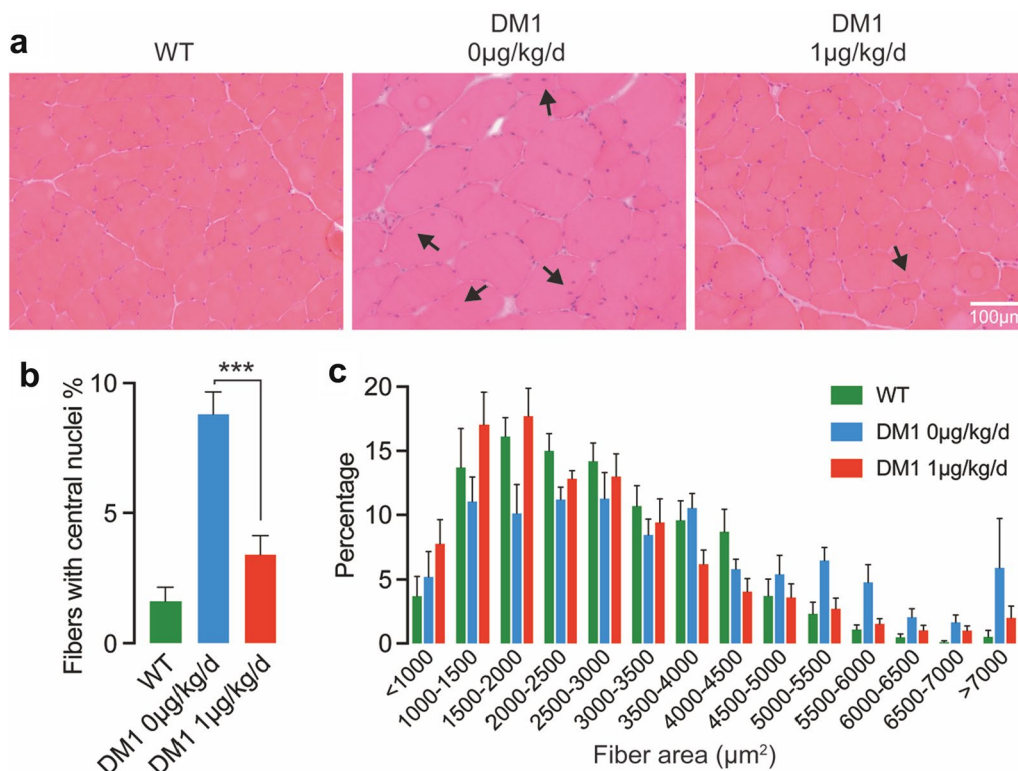 a
WT
DM1
0µg/kg/d
DM1
1µg/kg/d
100µm
b
Fibers with central nuclei %
10
5
0
***
WT
DM1 0µg/kg/d
DM1 1µg/kg/d
c
Percentage
20
15
10
5
0
WT
DM1 0µg/kg/d
DM1 1µg/kg/d
<1000
1000-1500
1500-2000
2000-2500
2500-3000
3000-3500
3500-4000
4000-4500
4500-5000
5000-5500
5500-6000
6000-6500
6500-7000
>7000
Fiber area (µm²)